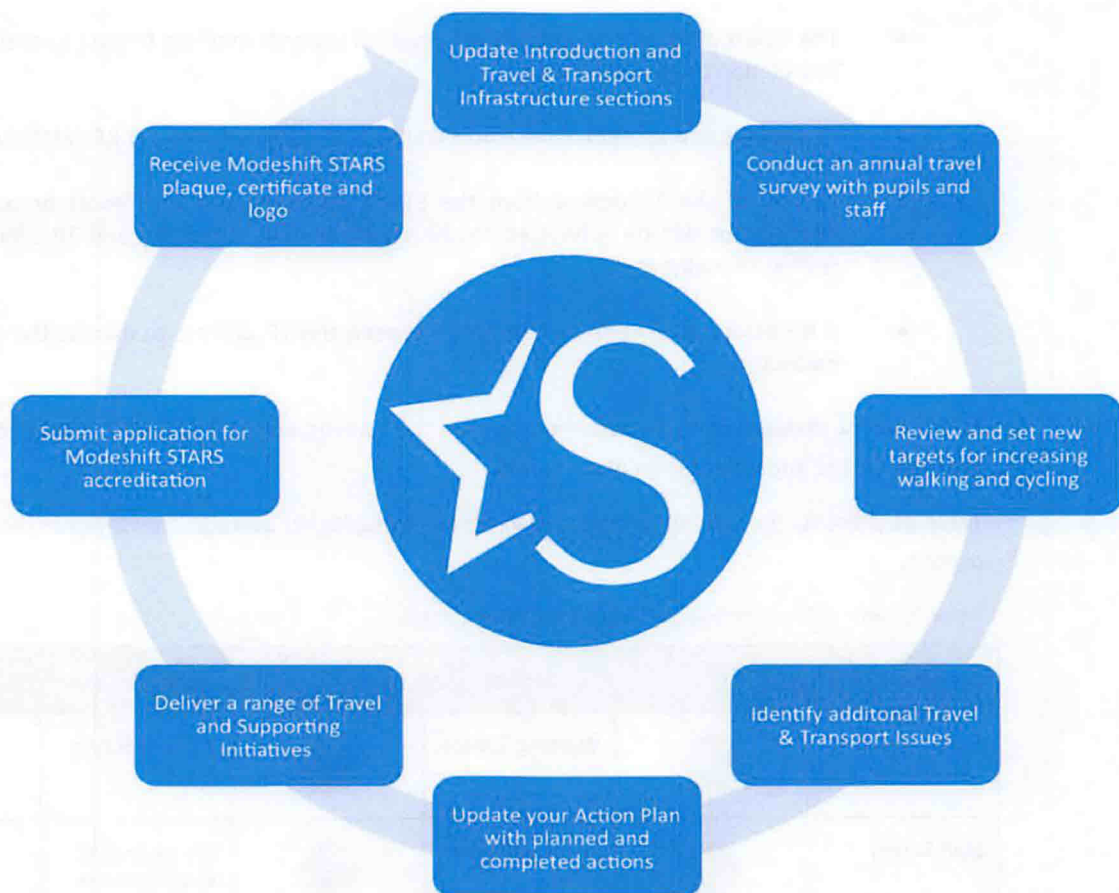 Update Introduction and
Travel & Transport
Infrastructure sections
Conduct an annual travel
survey with pupils and
staff
Review and set new
targets for increasing
walking and cycling
Identify additonal Travel
& Transport Issues
Update your Action Plan
with planned and
completed actions
Deliver a range of Travel
and Supporting
Initiatives
Submit application for
Modeshift STARS
accreditation
Receive Modeshift STARS
plaque, certificate and
logo
S